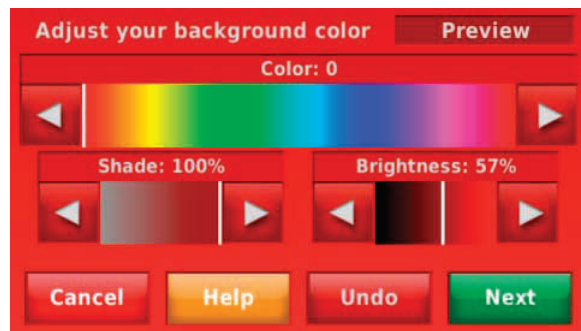 Adjust your background color Preview
Color: 0
Shade: 100% Brightness: 57%
Cancel Help Undo Next